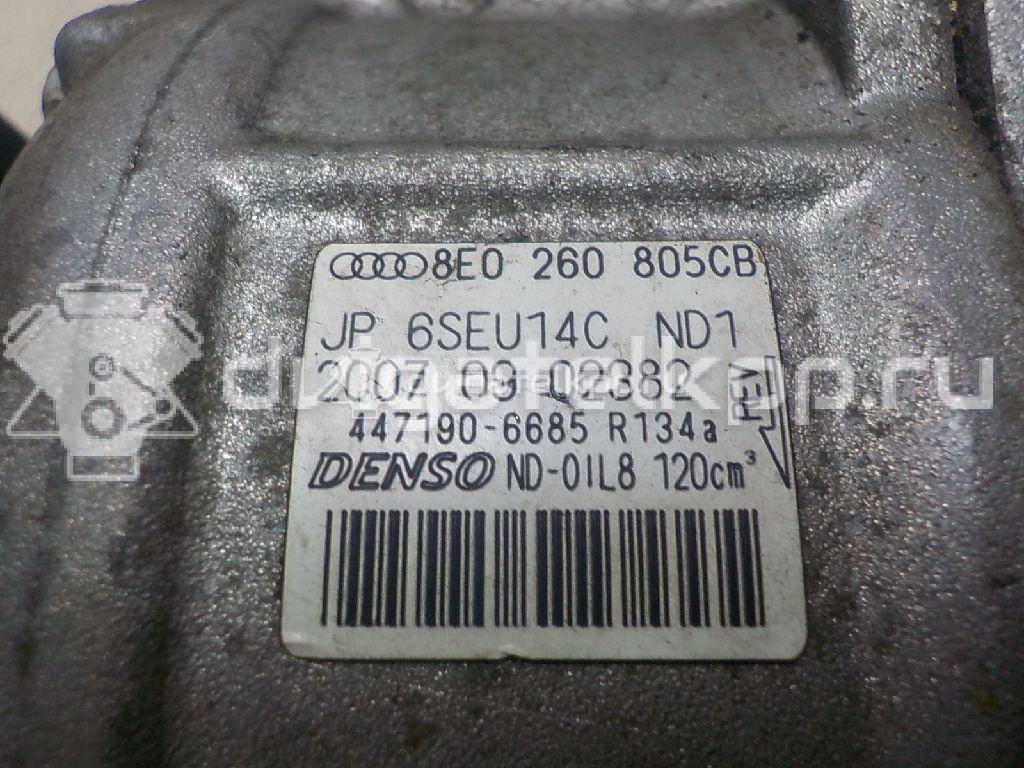 8E0 260 805CB
JP 6SEU14C ND1
2007 09 02382
447190-6685 R134a
REV
DENSO ND-OIL8 120cm³